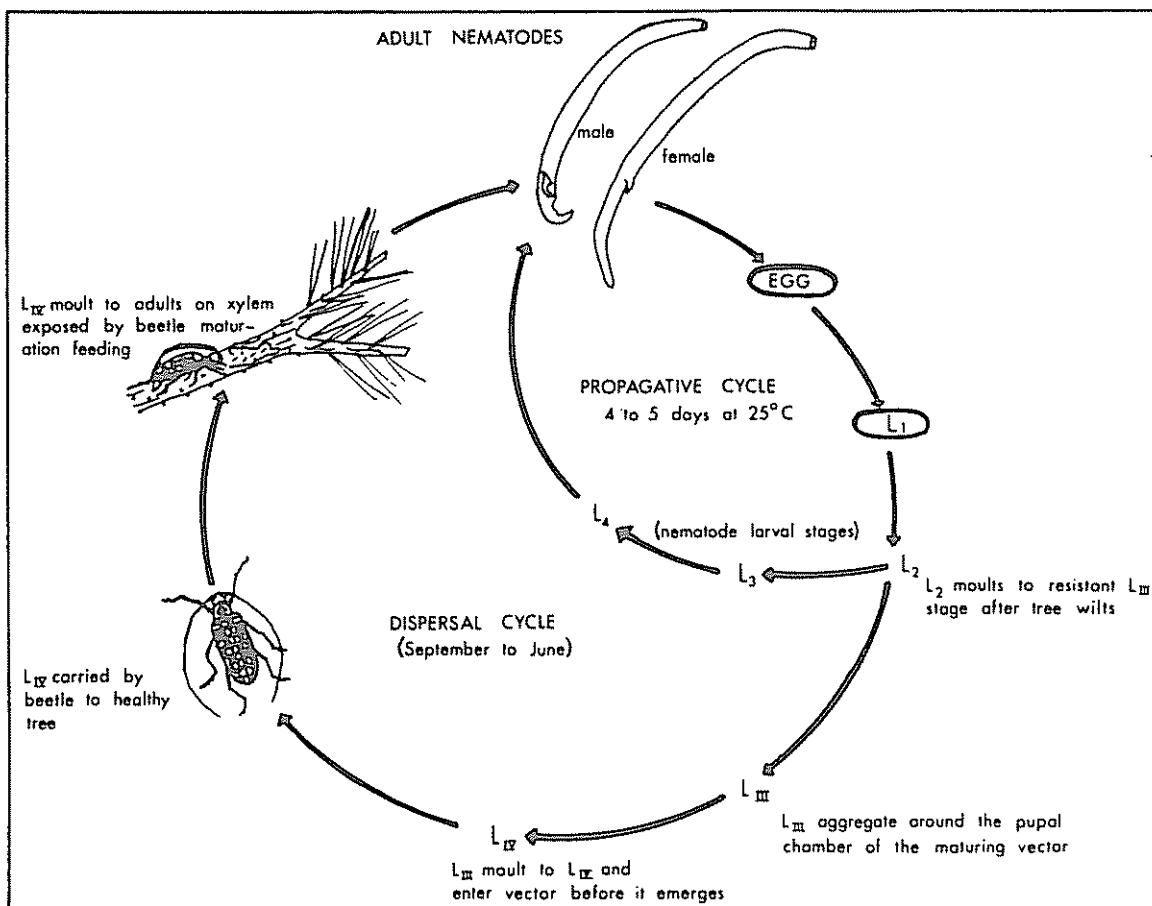 ADULT NEMATODES
male
female
EGG
L1
PROPAGATIVE CYCLE
4 to 5 days at 25°C
(nematode larval stages)
L4
L3
L2
L2 moults to resistant LIII
stage after tree wilts
LIV moult to adults on xylem
exposed by beetle matur-
ation feeding
DISPERSAL CYCLE
(September to June)
LIV carried by
beetle to healthy
tree
LIII
LIII aggregate around the pupal
chamber of the maturing vector
LIV
LIII moult to LIV and
enter vector before it emerges